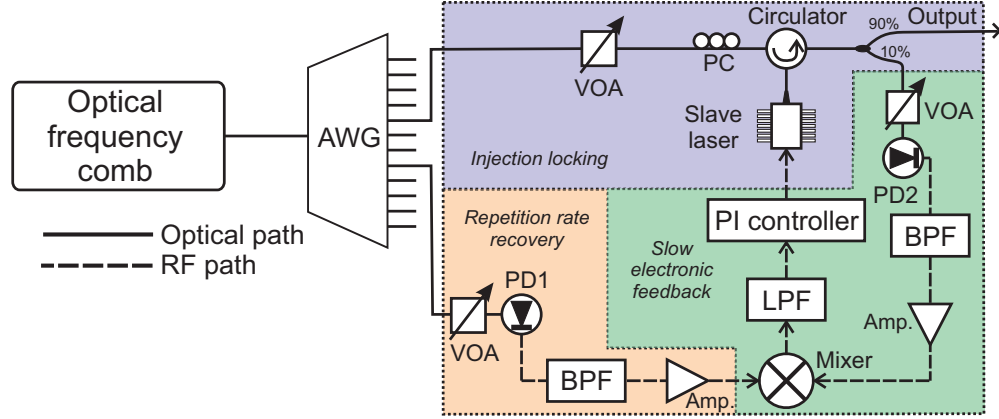 Optical
frequency
comb
AWG
Optical path
RF path
VOA
PC
Circulator
90%
Output
10%
Slave
laser
Injection locking
VOA
PD2
BPF
Amp.
PI controller
Slow
electronic
feedback
LPF
Mixer
Repetition rate
recovery
PD1
VOA
BPF
Amp.